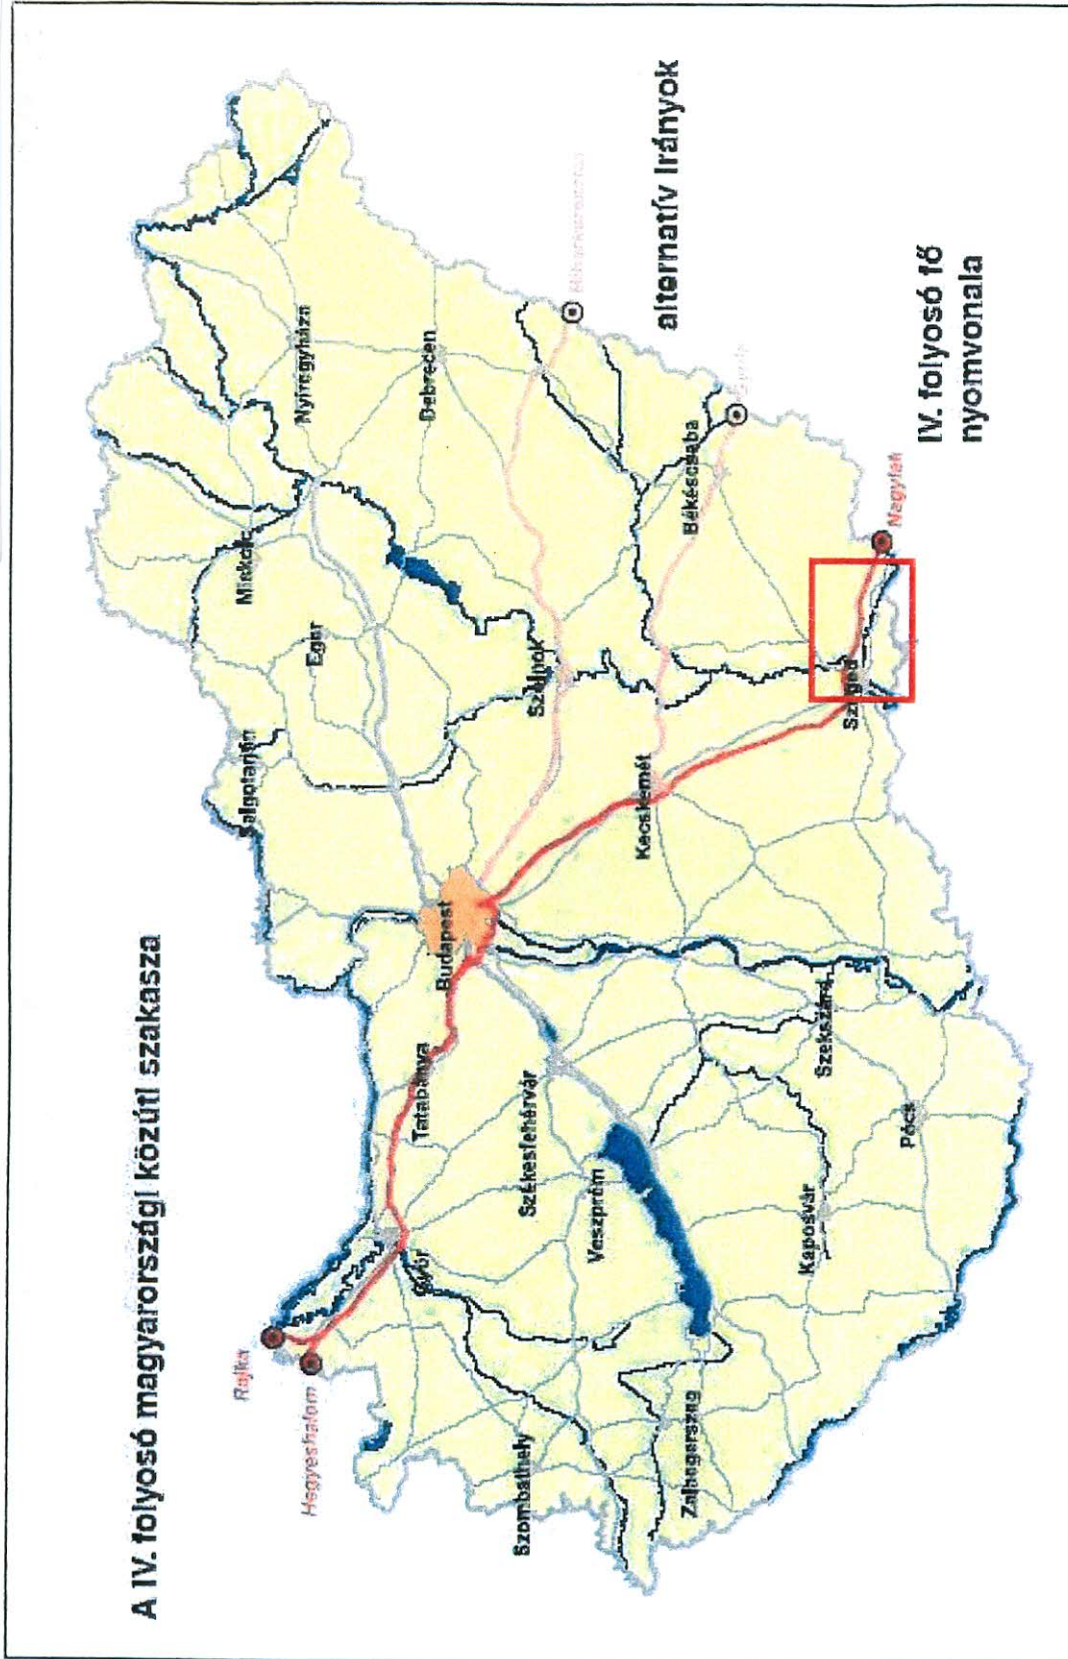 A IV. folyosó magyarországi közúti szakasza
Rajka
Hegyeshalom
Győr
Tatabánya
Budapest
Salgótarján
Eger
Miskolc
Nyíregyháza
Debrecen
Szombathely
Zalaegerszeg
Veszprém
Székesfehérvár
Kaposvár
Pécs
Szekszárd
Kecskemét
Szolnok
Szeged
Békéscsaba
Nagylak
alternatív irányok
IV. folyosó fő
nyomvonala